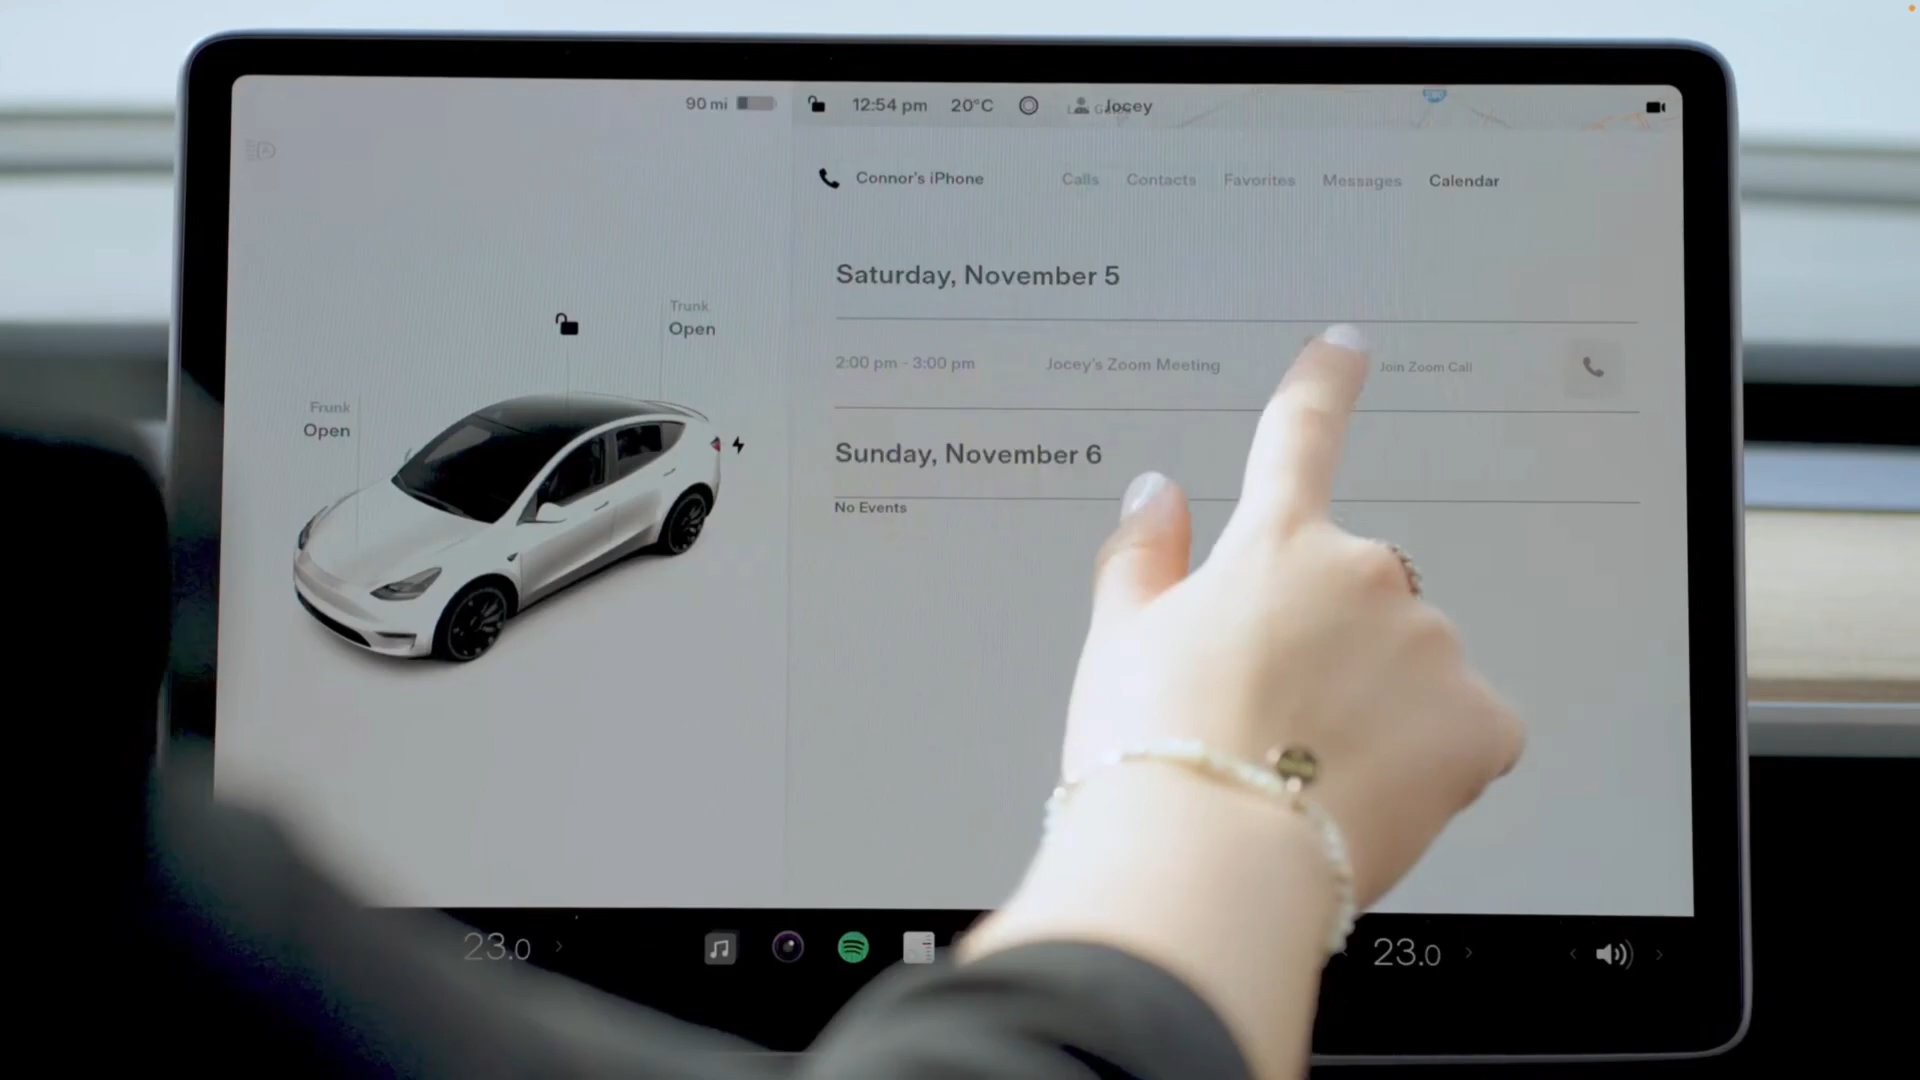 90 mi
12:54 pm 20°C Jocey
Connor's iPhone Calls Contacts Favorites Messages Calendar
Saturday, November 5
Trunk
Open
2:00 pm - 3:00 pm Jocey's Zoom Meeting Join Zoom Call
Frunk
Open
Sunday, November 6
No Events
23.0
23.0